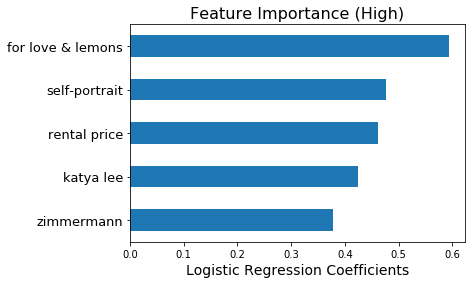 Feature Importance (High)
for love & lemons
self-portrait
rental price
katya lee
zimmermann
0.0 0.1 0.2 0.3 0.4 0.5 0.6
Logistic Regression Coefficients